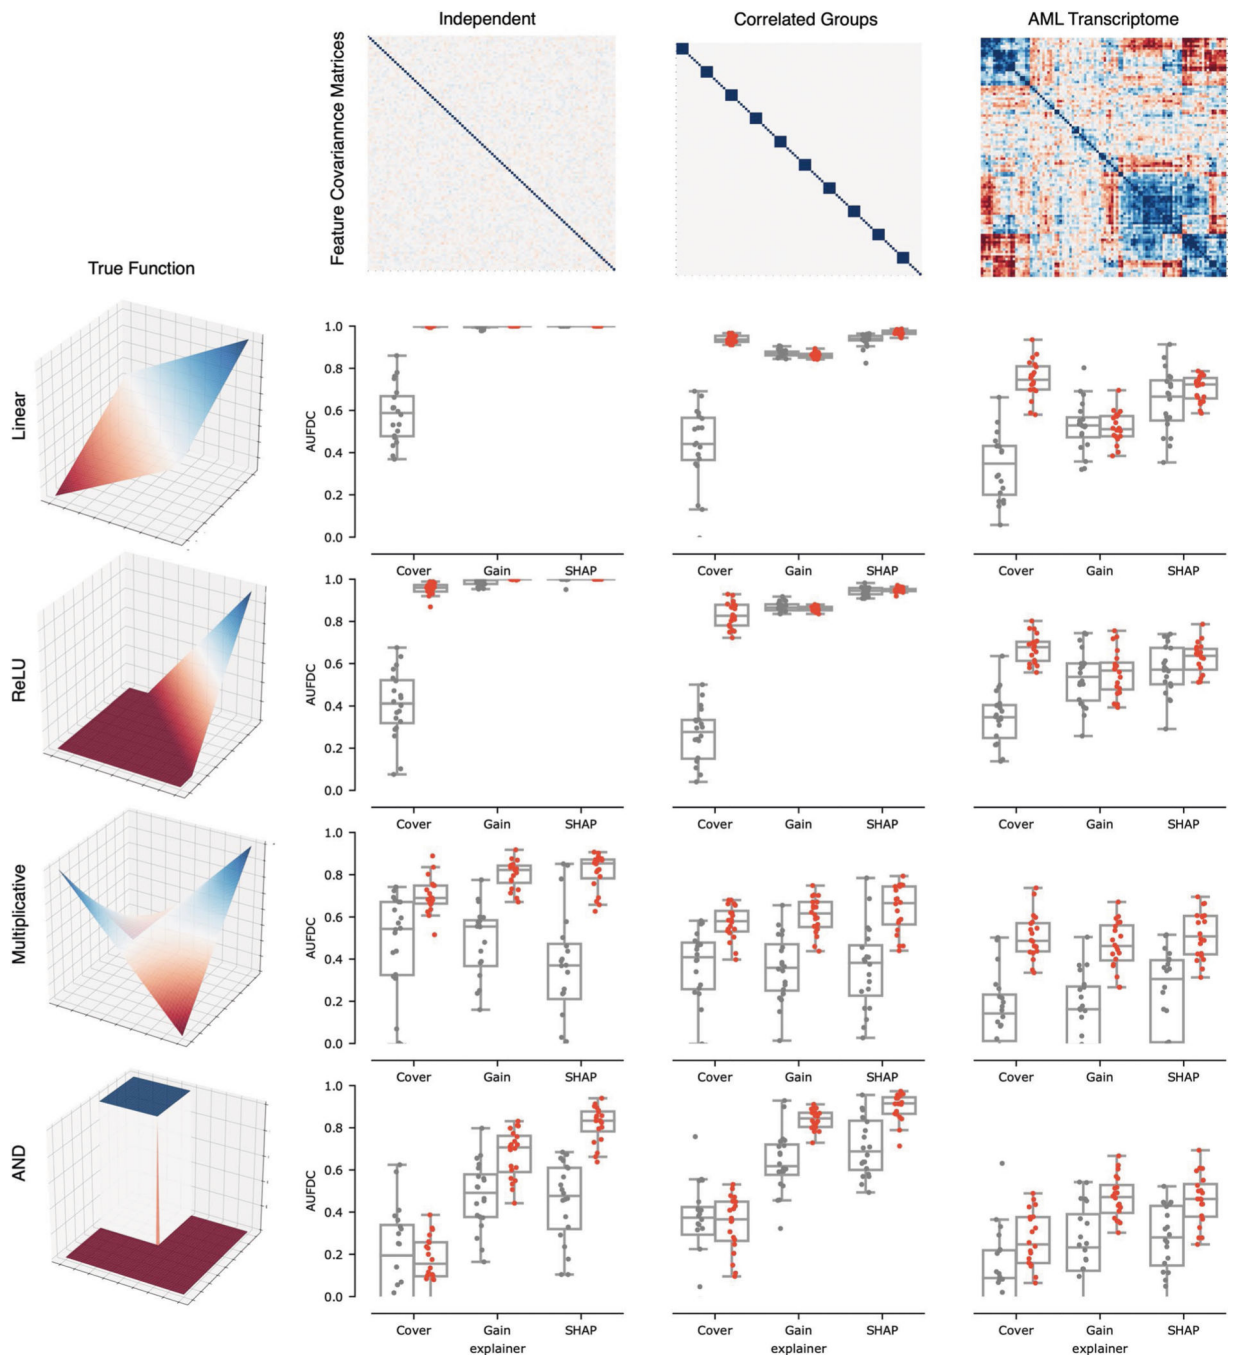 Independent
Correlated Groups
AML Transcriptome
Feature Covariannce Matrices
True Function
Linear
1.0
0.8
0.6
0.4
0.2
0.0
AUFDC
Cover Gain SHAP
Cover Gain SHAP
Cover Gain SHAP
ReLU
1.0
0.8
0.6
0.4
0.2
0.0
AUFDC
Cover Gain SHAP
Cover Gain SHAP
Cover Gain SHAP
Multiplicative
1.0
0.8
0.6
0.4
0.2
0.0
AUFDC
Cover Gain SHAP
Cover Gain SHAP
Cover Gain SHAP
AND
1.0
0.8
0.6
0.4
0.2
0.0
AUFDC
Cover Gain SHAP
explainer
Cover Gain SHAP
explainer
Cover Gain SHAP
explainer